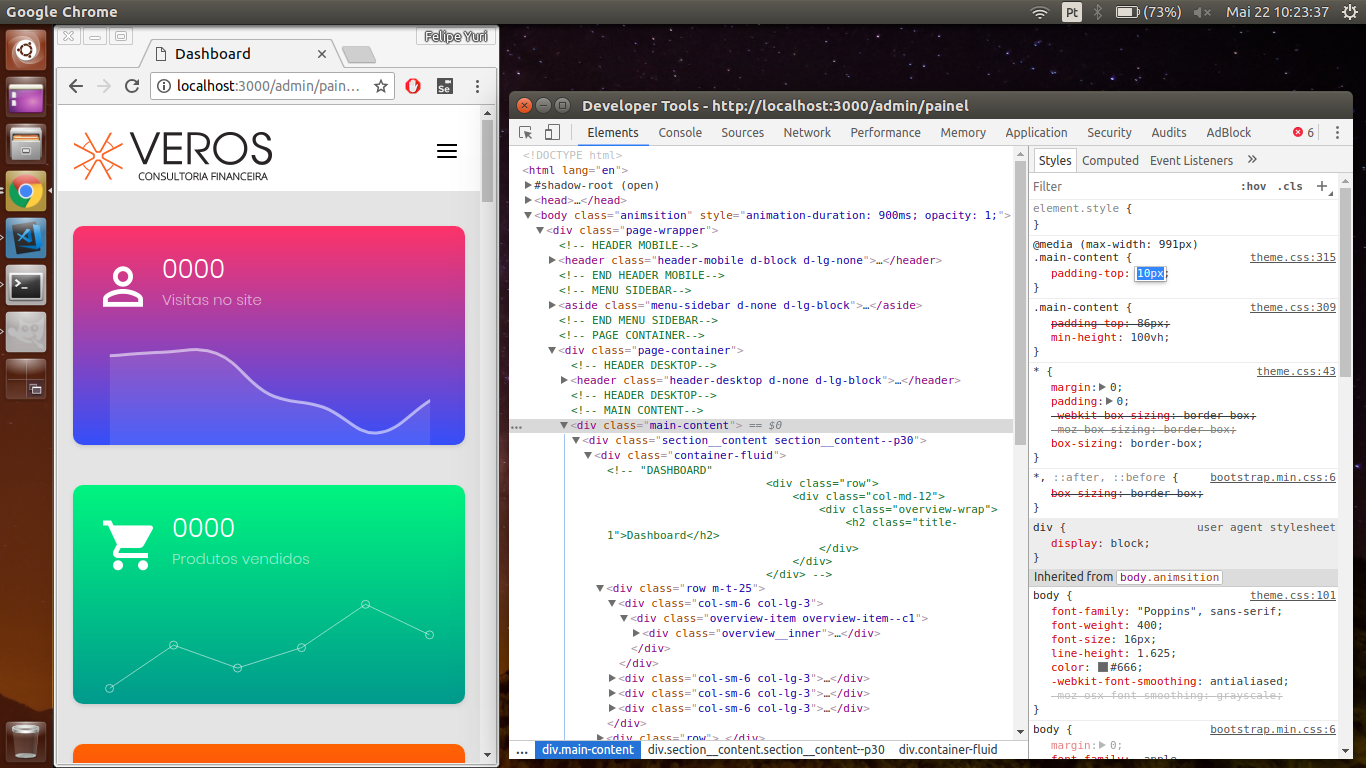 Google Chrome
Pt
(73%)
Mai 22 10:23:37
Felipe Yuri
Dashboard
localhost:3000/admin/pain…
Se
VEROS
CONSULTORIA FINANCEIRA
0000
Visitas no site
0000
Produtos vendidos
Developer Tools - http://localhost:3000/admin/painel
Elements Console Sources Network Performance Memory Application Security Audits AdBlock 6
<!DOCTYPE html>
<html lang="en">
#shadow-root (open)
<head>…</head>
<body class="animsition" style="animation-duration: 900ms; opacity: 1;">
<div class="page-wrapper">
<!-- HEADER MOBILE-->
<header class="header-mobile d-block d-lg-none">…</header>
<!-- END HEADER MOBILE-->
<!-- MENU SIDEBAR-->
<aside class="menu-sidebar d-none d-lg-block">…</aside>
<!-- END MENU SIDEBAR-->
<!-- PAGE CONTAINER-->
<div class="page-container">
<!-- HEADER DESKTOP-->
<header class="header-desktop d-none d-lg-block">…</header>
<!-- HEADER DESKTOP-->
<!-- MAIN CONTENT-->
… <div class="main-content"> == $0
<div class="section__content section__content--p30">
<div class="container-fluid">
<!-- "DASHBOARD"
<div class="row">
<div class="col-md-12">
<div class="overview-wrap">
<h2 class="title-
1">Dashboard</h2>
</div>
</div>
</div> -->
<div class="row m-t-25">
<div class="col-sm-6 col-lg-3">
<div class="overview-item overview-item--c1">
<div class="overview__inner">…</div>
</div>
</div>
<div class="col-sm-6 col-lg-3">…</div>
<div class="col-sm-6 col-lg-3">…</div>
<div class="col-sm-6 col-lg-3">…</div>
</div>
<div class="row">…</div>
… div.main-content div.section__content.section__content--p30 div.container-fluid
Styles Computed Event Listeners »
Filter :hov .cls +
element.style {
}
@media (max-width: 991px)
.main-content { theme.css:315
padding-top: 10px;
}
.main-content { theme.css:309
padding-top: 86px;
min-height: 100vh;
}
* { theme.css:43
margin: 0;
padding: 0;
-webkit-box-sizing: border-box;
-moz-box-sizing: border-box;
box-sizing: border-box;
}
*, ::after, ::before { bootstrap.min.css:6
box-sizing: border-box;
}
div { user agent stylesheet
display: block;
}
Inherited from body.animsition
body { theme.css:101
font-family: "Poppins", sans-serif;
font-weight: 400;
font-size: 16px;
line-height: 1.625;
color: #666;
-webkit-font-smoothing: antialiased;
-moz-osx-font-smoothing: grayscale;
}
body { bootstrap.min.css:6
margin: 0;
font-family: -apple-